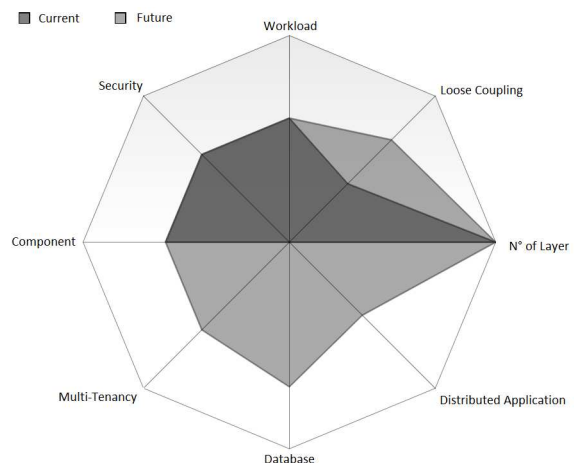 Current
Future
Workload
Security
Loose Coupling
Component
N° of Layer
Multi-Tenancy
Distributed Application
Database